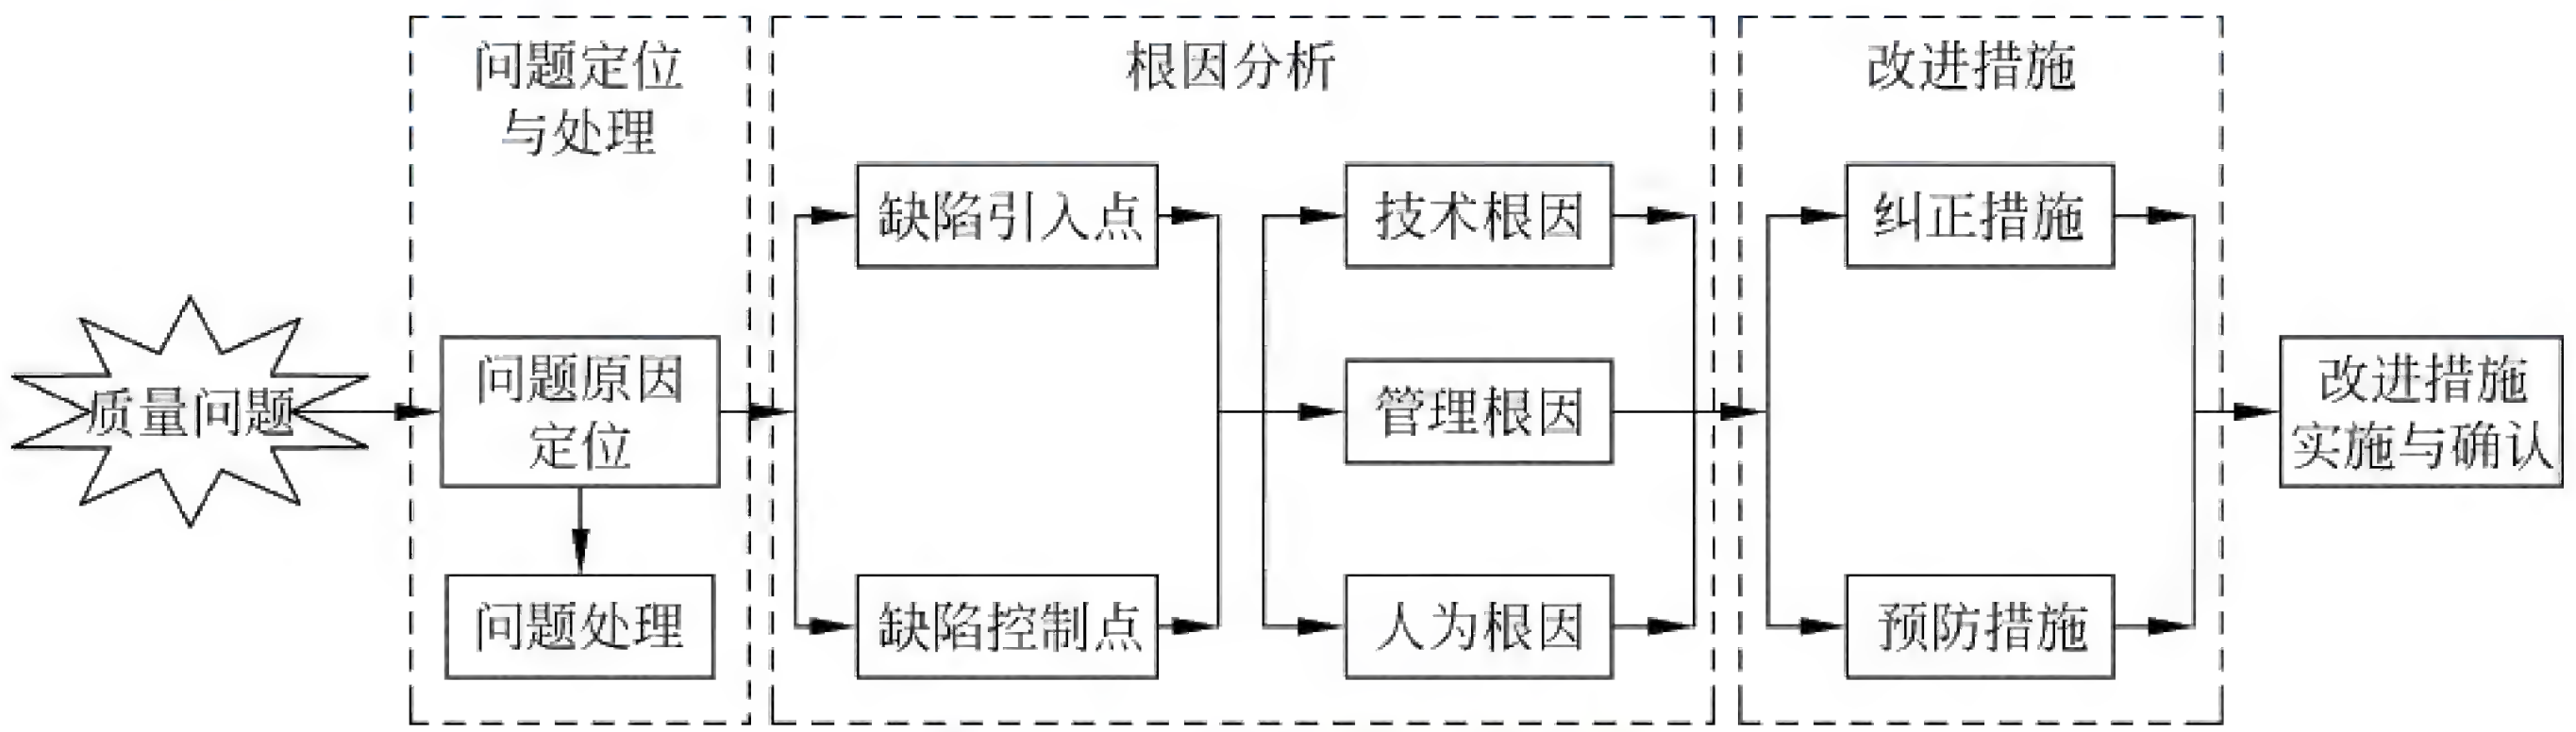 质量问题
问题定位
与处理
问题原因
定位
问题处理
根因分析
缺陷引入点
缺陷控制点
技术根因
管理根因
人为根因
改进措施
纠正措施
预防措施
改进措施
实施与确认